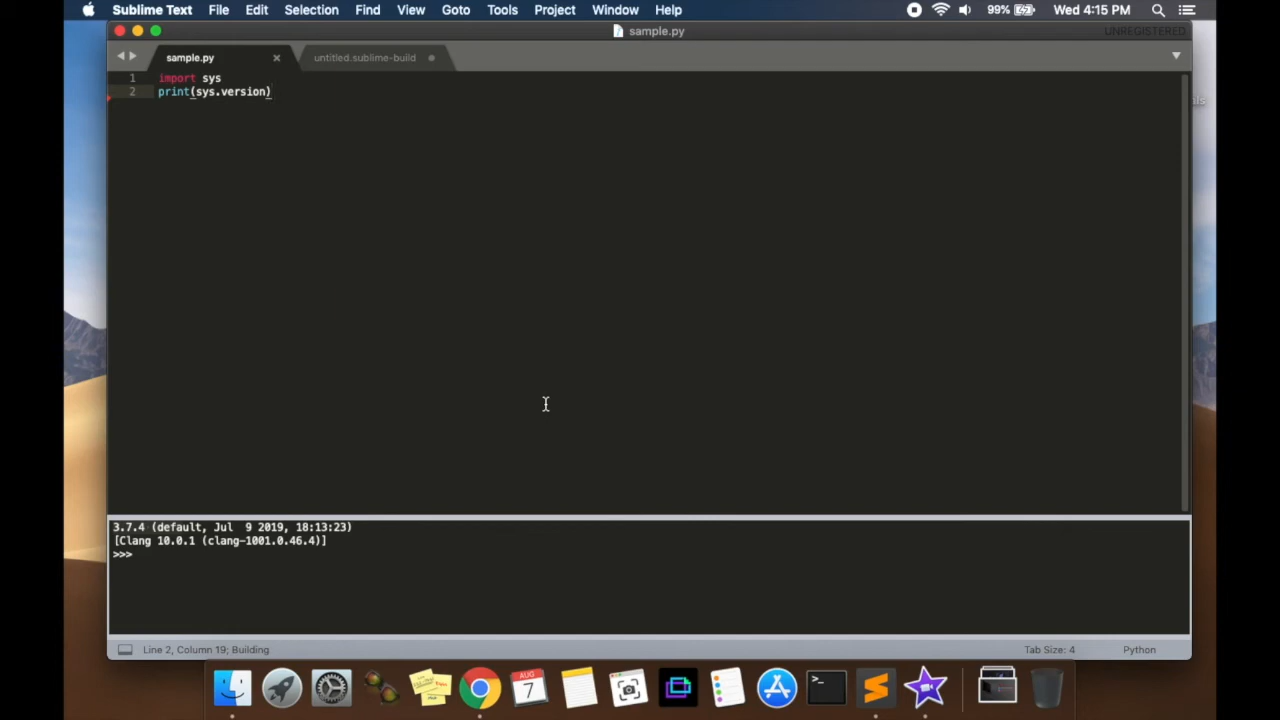 Sublime Text File Edit Selection Find View Goto Tools Project Window Help 99% Wed 4:15 PM
sample.py UNREGISTERED
sample.py untitled.sublime-build
1 import sys
2 print(sys.version)
3.7.4 (default, Jul  9 2019, 18:13:23)
[Clang 10.0.1 (clang-1001.0.46.4)]
>>>
Line 2, Column 19; Building Tab Size: 4 Python
AUG
7
>_